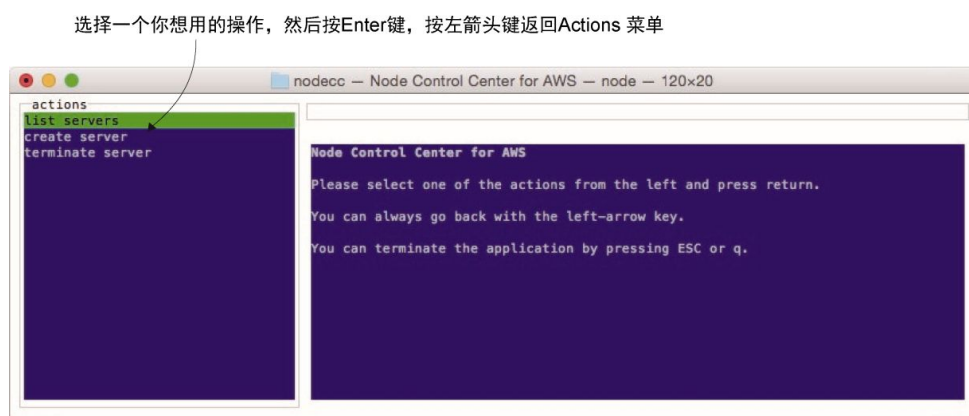 选择一个你想用的操作，然后按Enter键，按左箭头键返回Actions 菜单
nodecc — Node Control Center for AWS — node — 120×20
actions
list servers
create server
terminate server
Node Control Center for AWS
Please select one of the actions from the left and press return.
You can always go back with the left-arrow key.
You can terminate the application by pressing ESC or q.